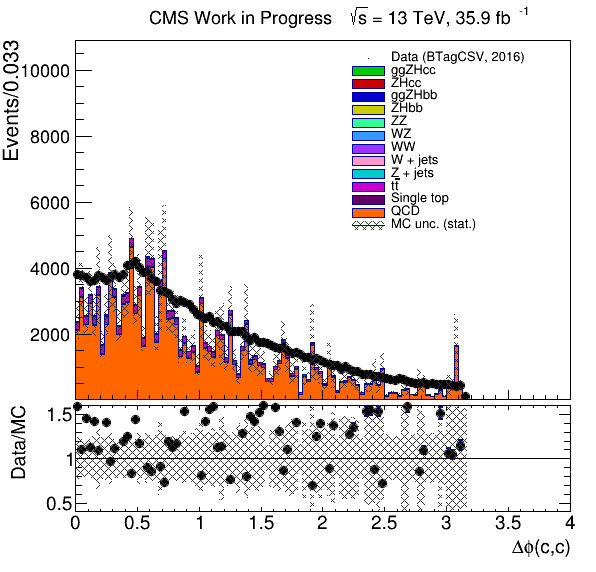 CMS Work in Progress √s = 13 TeV, 35.9 fb⁻¹
Events/0.033
10000
8000
6000
4000
2000
Data (BTagCSV, 2016)
ggZHcc
ZHcc
ggZHbb
ZHbb
ZZ
WZ
WW
W + jets
Z + jets
tt̄
Single top
QCD
MC unc. (stat.)
Data/MC
1.5
1
0.5
0 0.5 1 1.5 2 2.5 3 3.5 4
Δϕ(c,c)